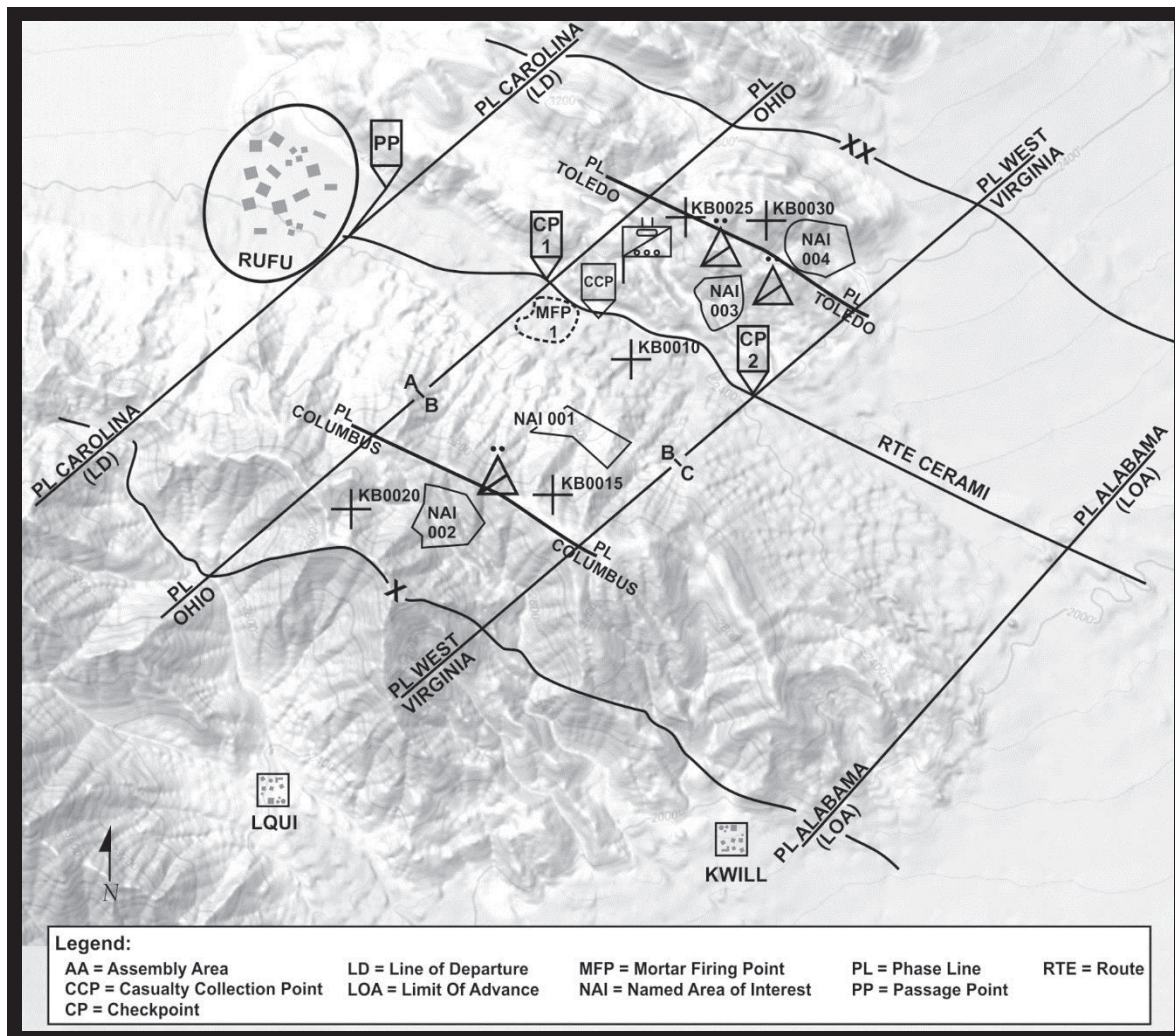 PL CAROLINA
(LD)
PL
OHIO
XX
PL WEST
VIRGINIA
PP
RUFU
PL
TOLEDO
KB0025
KB0030
CP
1
NAI
004
CCP
NAI
003
MFP
1
PL
TOLEDO
CP
2
KB0010
A
B
PL
COLUMBUS
NAI 001
PL CAROLINA
(LD)
B
C
RTE CERAMI
PL ALABAMA
(LOA)
KB0020
NAI
002
KB0015
PL
COLUMBUS
PL
OHIO
X
PL WEST
VIRGINIA
LQUI
KWILL
PL ALABAMA
(LOA)
N
3200'
2000'
2000'
Legend:
AA = Assembly Area
CCP = Casualty Collection Point
CP = Checkpoint
LD = Line of Departure
LOA = Limit Of Advance
MFP = Mortar Firing Point
NAI = Named Area of Interest
PL = Phase Line
PP = Passage Point
RTE = Route